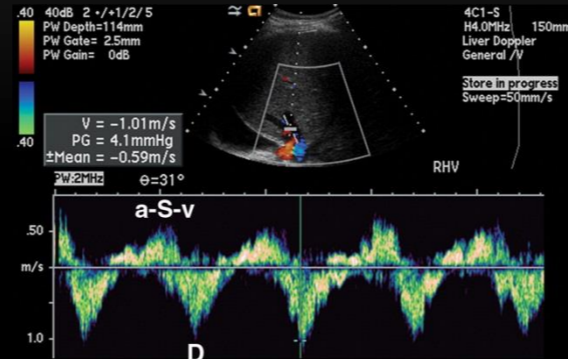 .40
40dB 2 •/+1/2/5
PW Depth=114mm
PW Gate= 2.5mm
PW Gain= 0dB
.40
4C1-S
H4.0MHz 150mm
Liver Doppler
General /V
Store in progress
Sweep=50mm/s
V = -1.01m/s
PG = 4.1mmHg
±Mean = -0.59m/s
RHV
PW:2MHz
θ=31°
a-S-v
.50
m/s
1.0
D